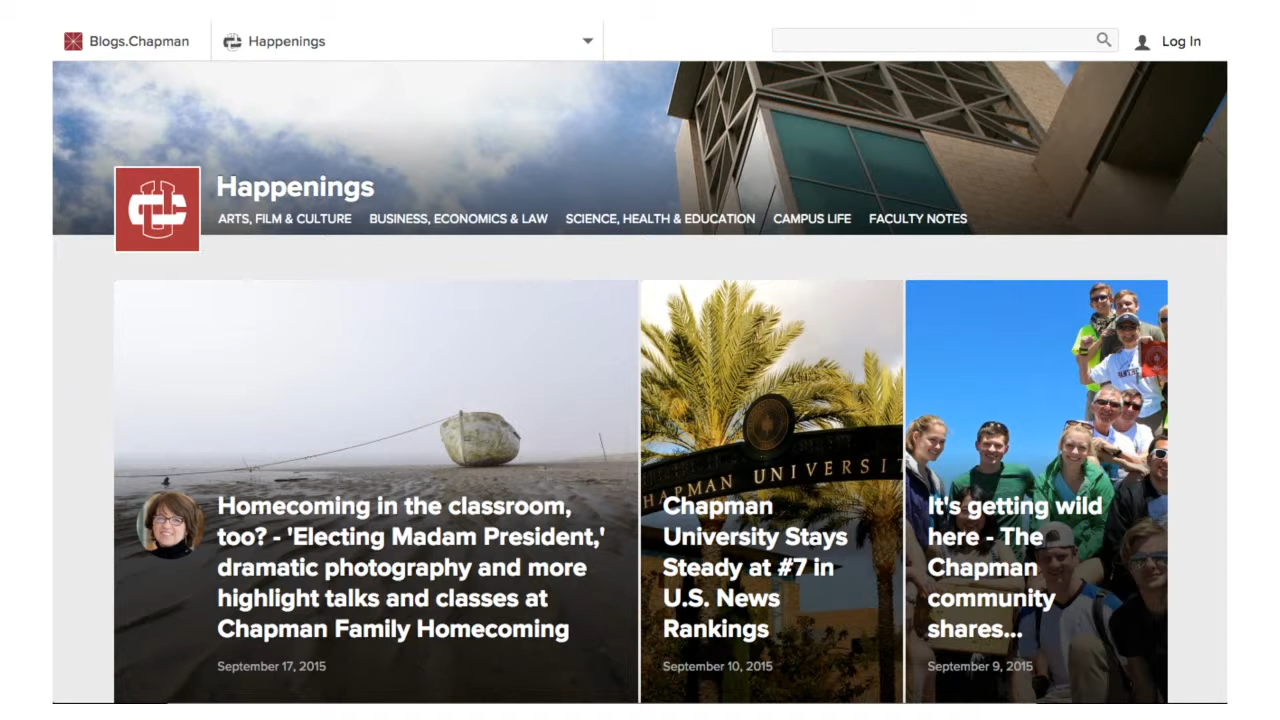 Blogs.Chapman
Happenings
Log In
Happenings
ARTS, FILM & CULTURE BUSINESS, ECONOMICS & LAW SCIENCE, HEALTH & EDUCATION CAMPUS LIFE FACULTY NOTES
CHAPMAN UNIVERSIT
Homecoming in the classroom,
too? - 'Electing Madam President,'
dramatic photography and more
highlight talks and classes at
Chapman Family Homecoming
September 17, 2015
Chapman
University Stays
Steady at #7 in
U.S. News
Rankings
September 10, 2015
It's getting wild
here - The
Chapman
community
shares...
September 9, 2015